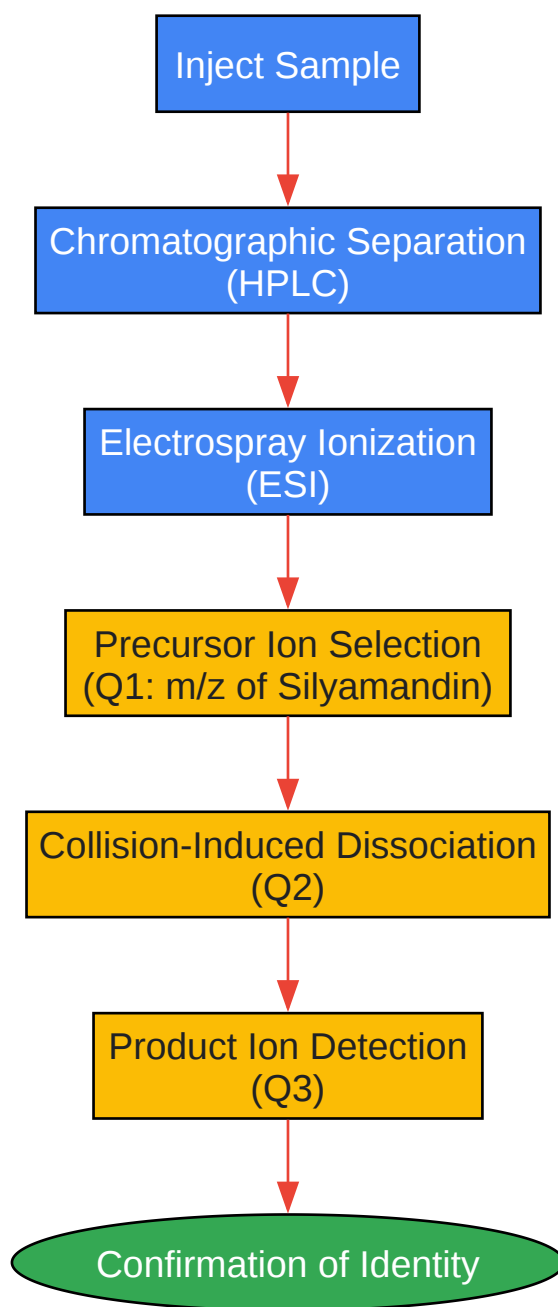 Inject Sample
Chromatographic Separation
(HPLC)
Electrospray Ionization
(ESI)
Precursor Ion Selection
(Q1: m/z of Silyamandin)
Collision-Induced Dissociation
(Q2)
Product Ion Detection
(Q3)
Confirmation of Identity